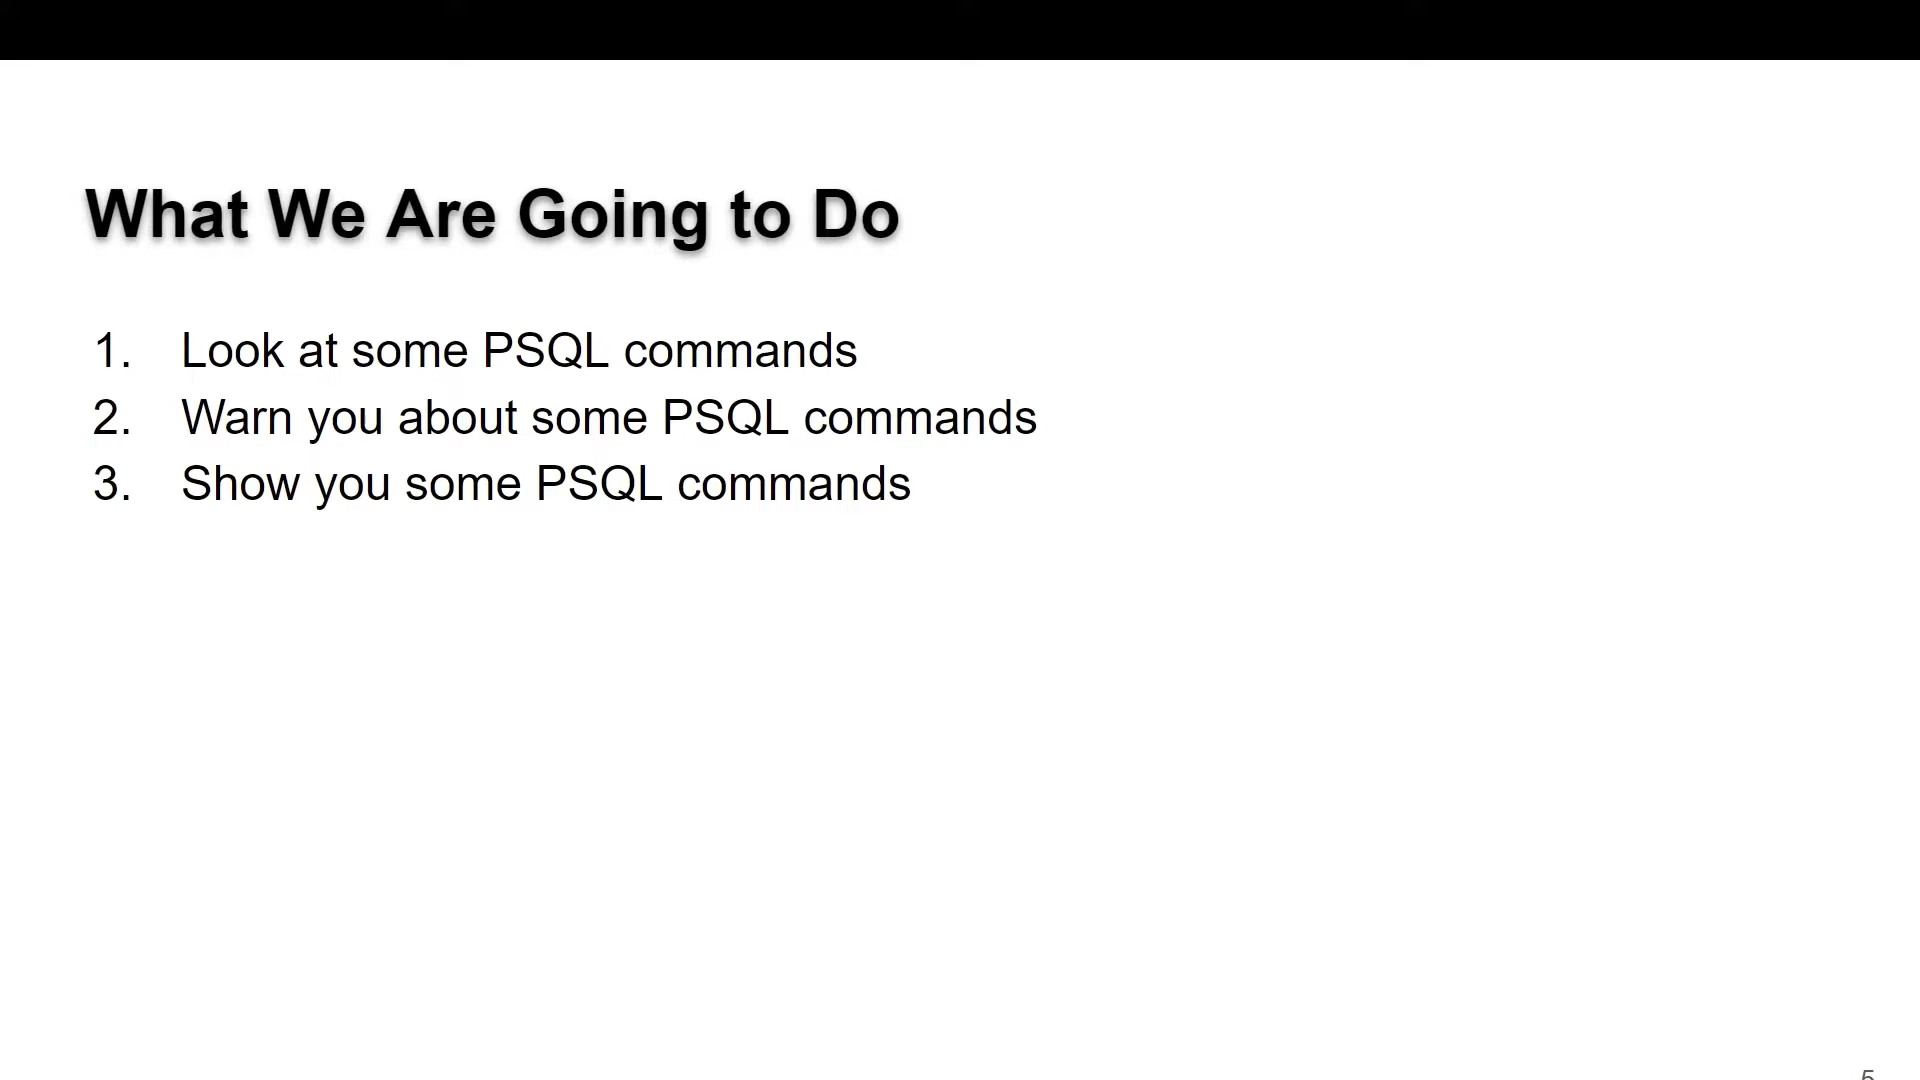 What We Are Going to Do
1. Look at some PSQL commands
2. Warn you about some PSQL commands
3. Show you some PSQL commands
5